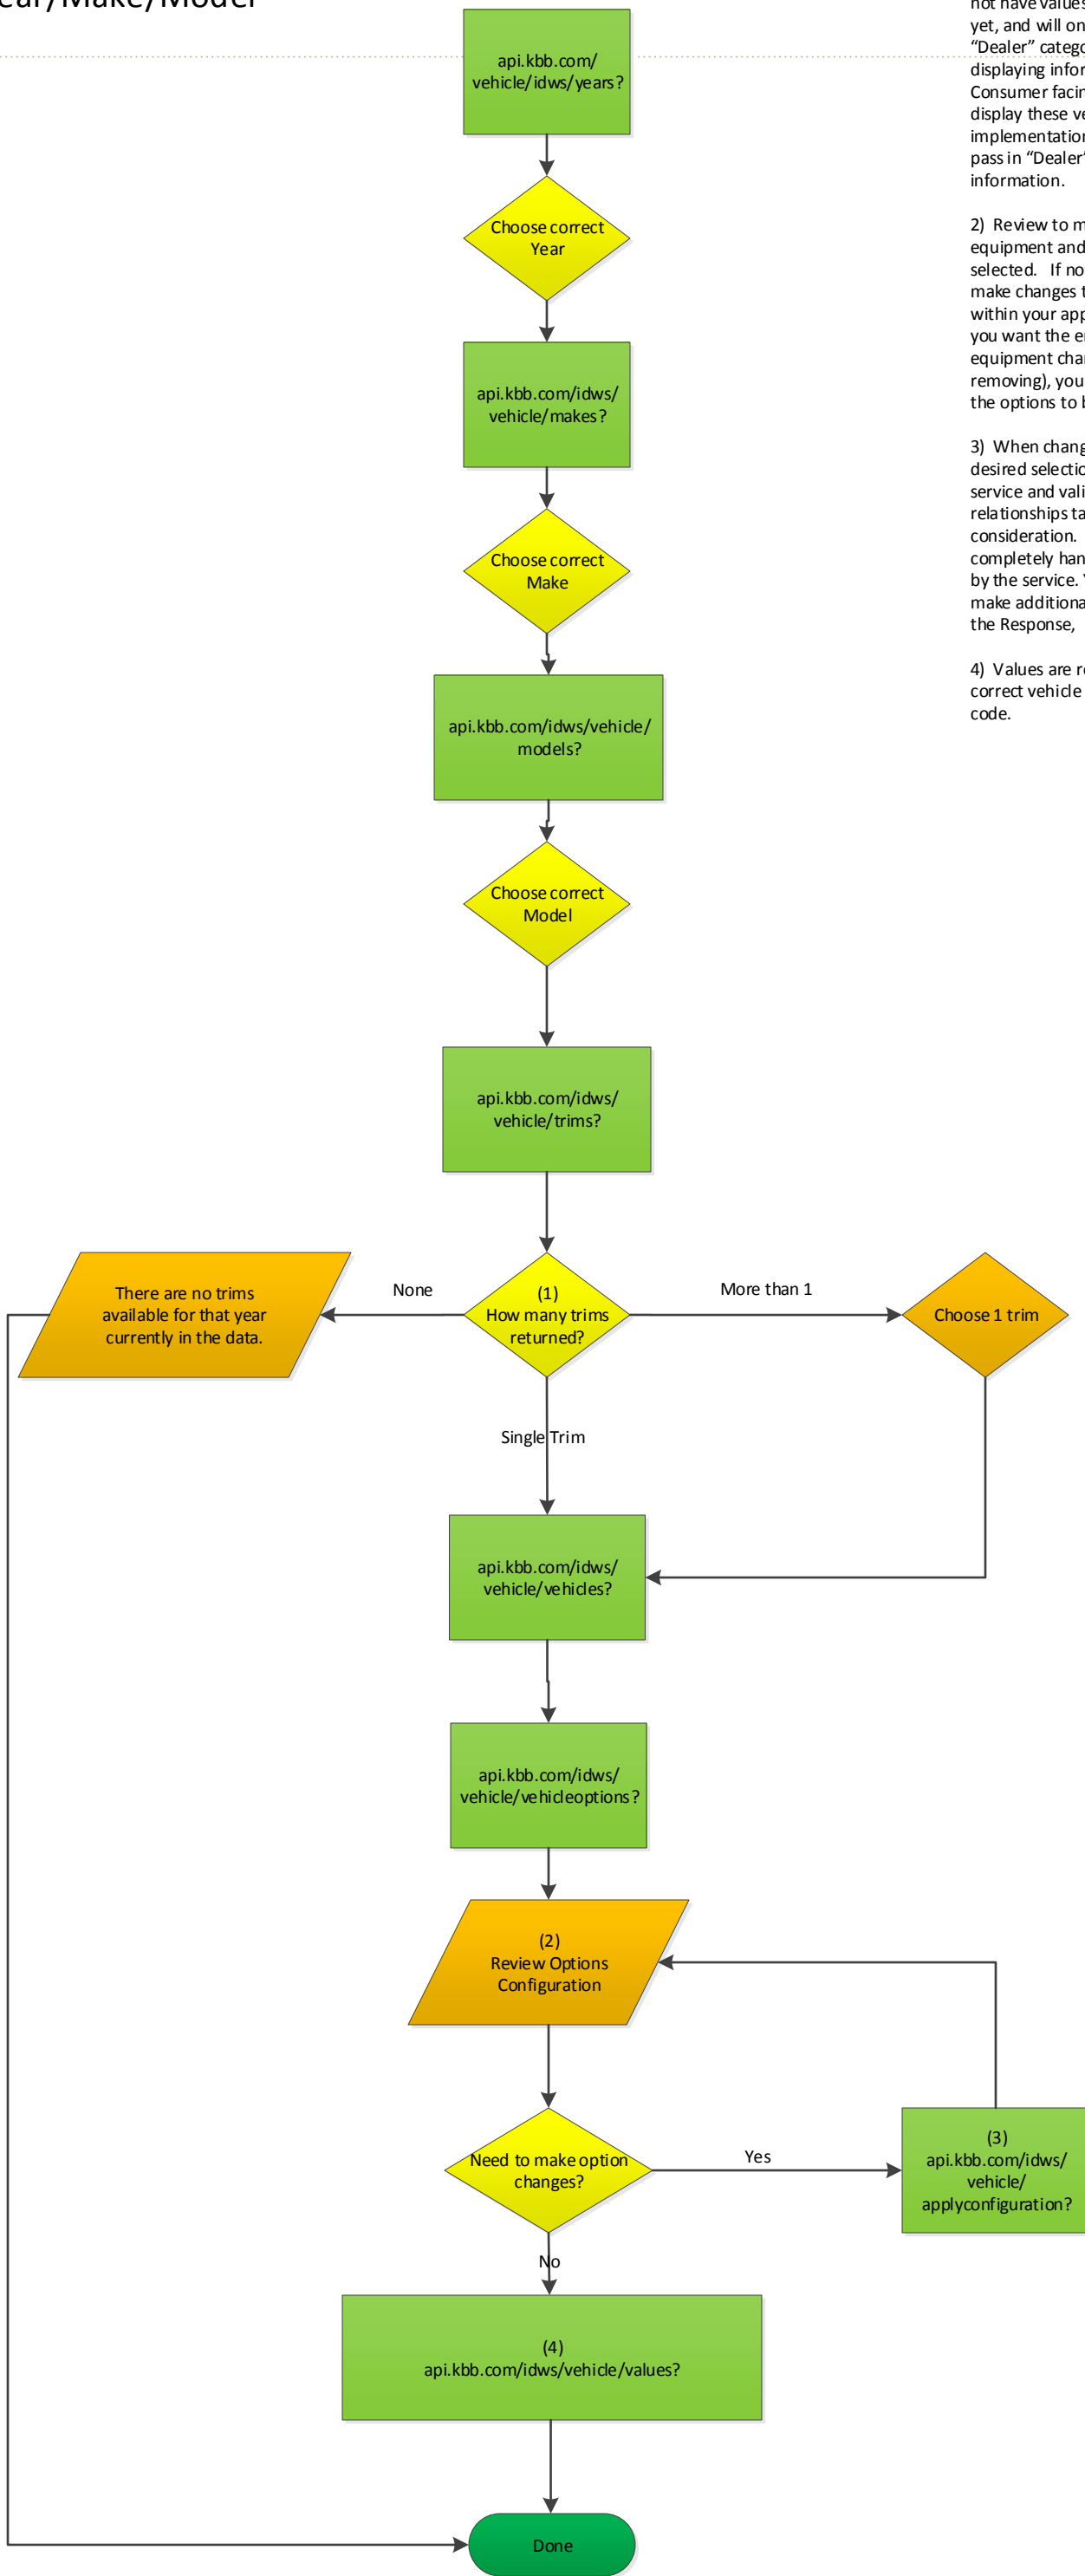 ear/Make/Model
api.kbb.com/
vehicle/idws/years?
Choose correct
Year
api.kbb.com/idws/
vehicle/makes?
Choose correct
Make
api.kbb.com/idws/vehicle/
models?
Choose correct
Model
api.kbb.com/idws/
vehicle/trims?
There are no trims
available for that year
currently in the data.
None
(1)
How many trims
returned?
More than 1
Choose 1 trim
Single Trim
api.kbb.com/idws/
vehicle/vehicles?
api.kbb.com/idws/
vehicle/vehicleoptions?
(2)
Review Options
Configuration
Need to make option
changes?
Yes
(3)
api.kbb.com/idws/
vehicle/
applyconfiguration?
No
(4)
api.kbb.com/idws/vehicle/values?
Done
not have values
yet, and will on
“Dealer” catego
displaying infor
Consumer facin
display these ve
implementation
pass in “Dealer”
information.
2) Review to m
equipment and
selected. If no
make changes t
within your app
you want the e
equipment cha
removing), you
the options to b
3) When chang
desired selectio
service and vali
relationships ta
consideration.
completely han
by the service. Y
make additiona
the Response,
4) Values are re
correct vehicle
code.